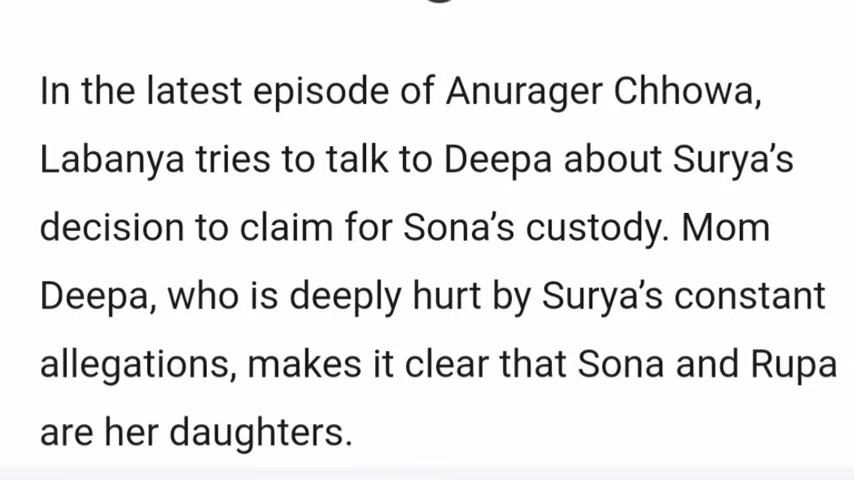 In the latest episode of Anurager Chhowa,
Labanya tries to talk to Deepa about Surya’s
decision to claim for Sona’s custody. Mom
Deepa, who is deeply hurt by Surya’s constant
allegations, makes it clear that Sona and Rupa
are her daughters.